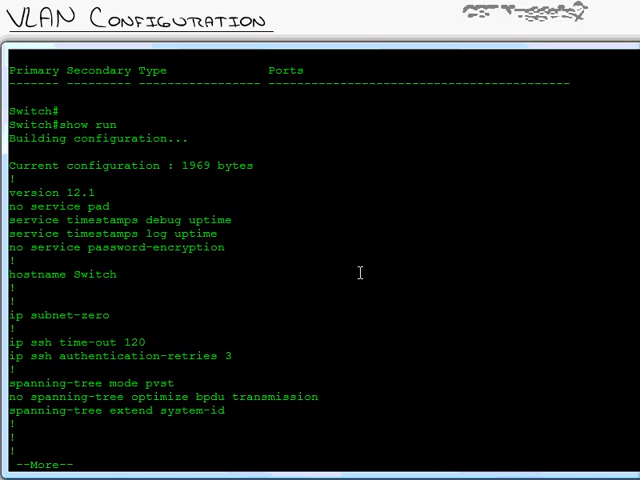 VLAN CONFIGURATION
Primary Secondary Type Ports
------- --------- ----------------- ------------------------------------------
Switch#
Switch#show run
Building configuration...
Current configuration : 1969 bytes
!
version 12.1
no service pad
service timestamps debug uptime
service timestamps log uptime
no service password-encryption
!
hostname Switch
!
!
ip subnet-zero
!
ip ssh time-out 120
ip ssh authentication-retries 3
!
spanning-tree mode pvst
no spanning-tree optimize bpdu transmission
spanning-tree extend system-id
!
!
!
--More--